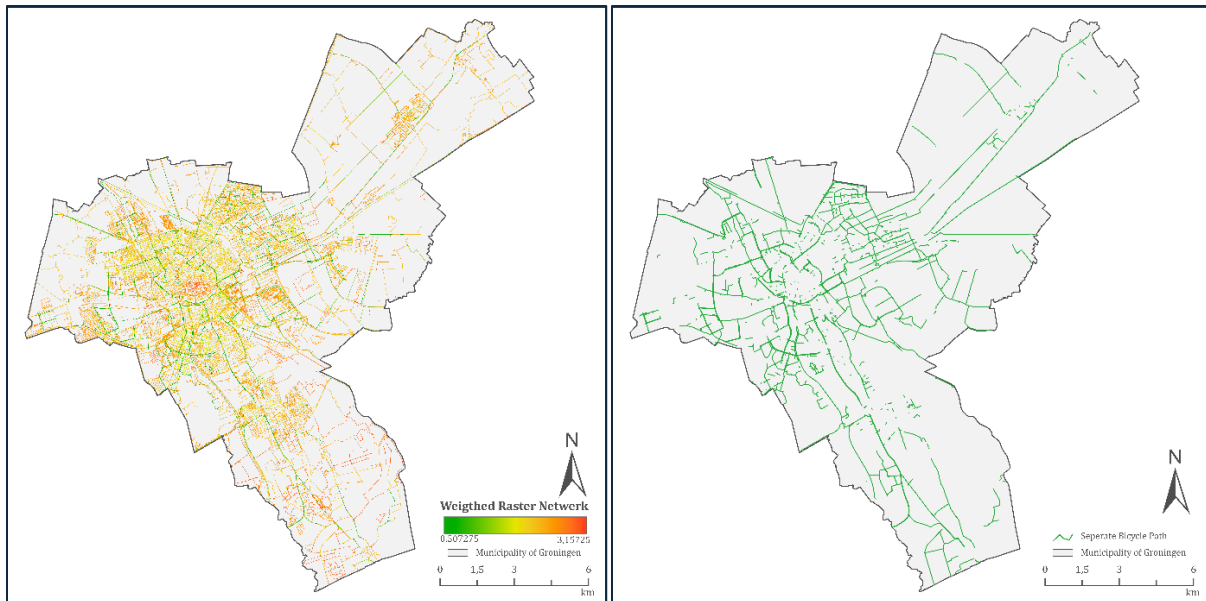 N
Weigthed Raster Netwerk
0,507275 3,15725
Municipality of Groningen
0 1,5 3 6
km
N
Seperate Bicycle Path
Municipality of Groningen
0 1,5 3 6
km